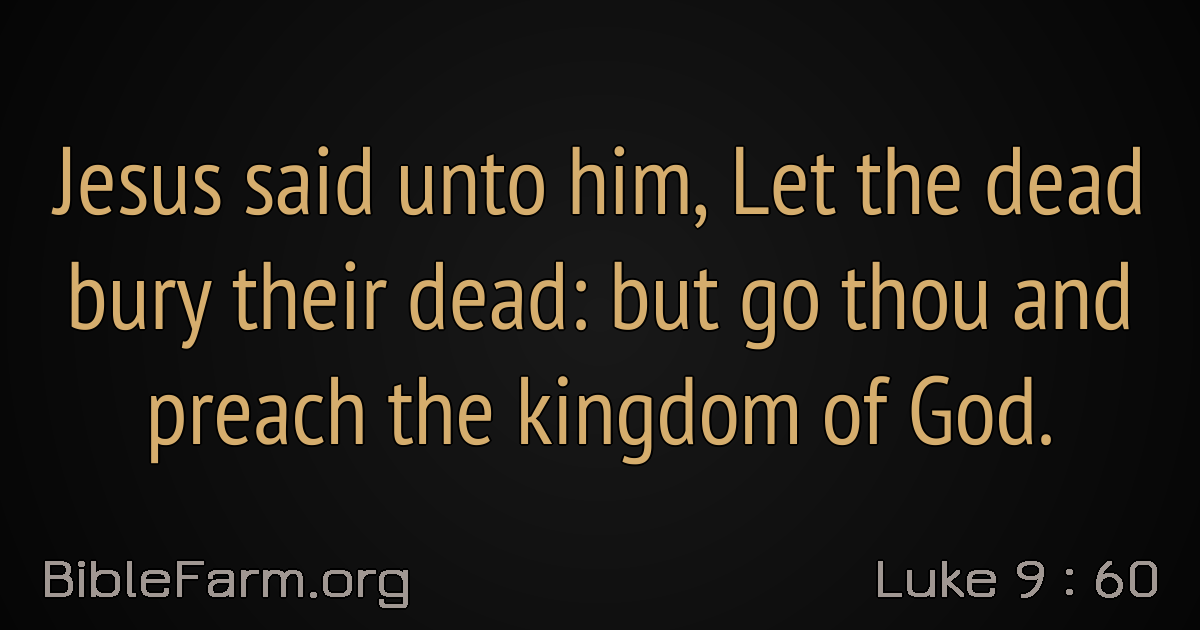 Jesus said unto him, Let the dead
bury their dead: but go thou and
preach the kingdom of God.
BibleFarm.org
Luke 9 : 60